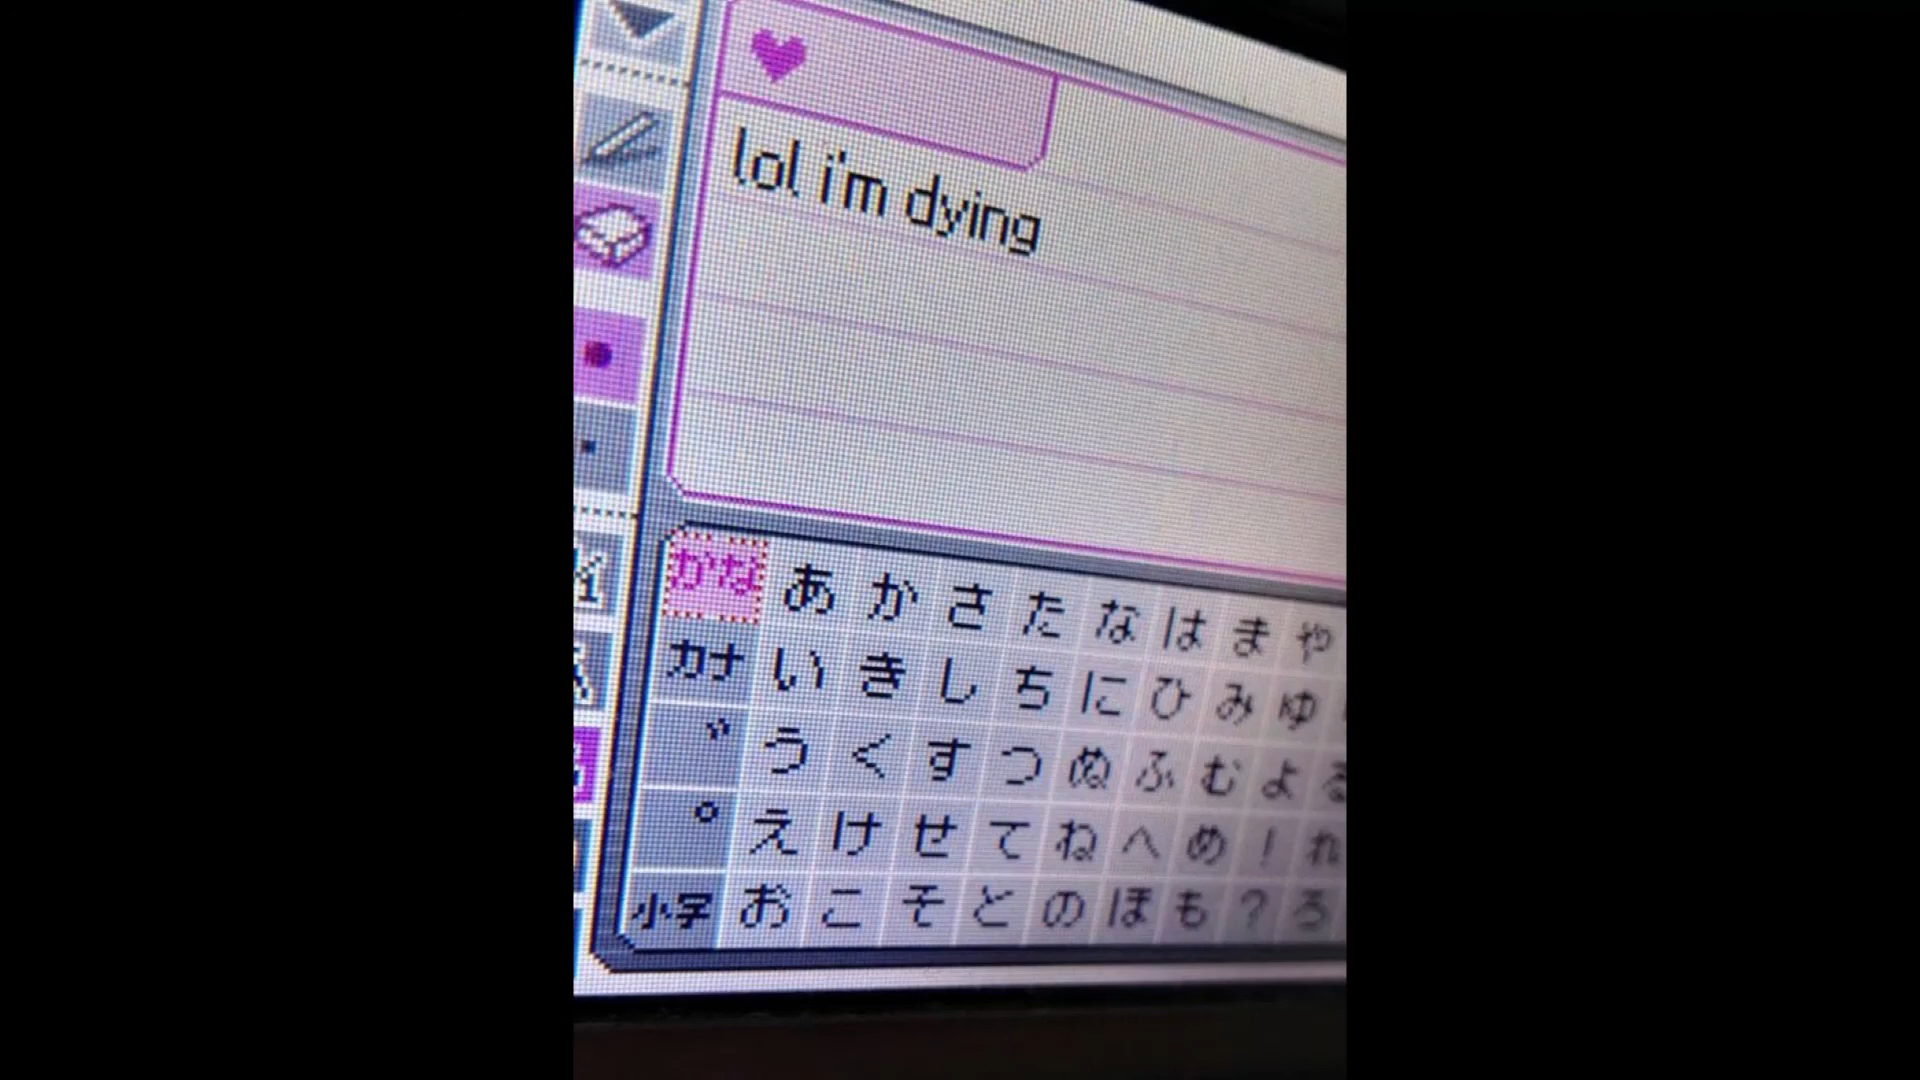 ♥
lol i'm dying
かな あ か さ た な は ま や
カナ い き し ち に ひ み ゆ
゛ う く す つ ぬ ふ む よ る
゜ え け せ て ね へ め ! れ
小字 お こ そ と の ほ も ? ろ